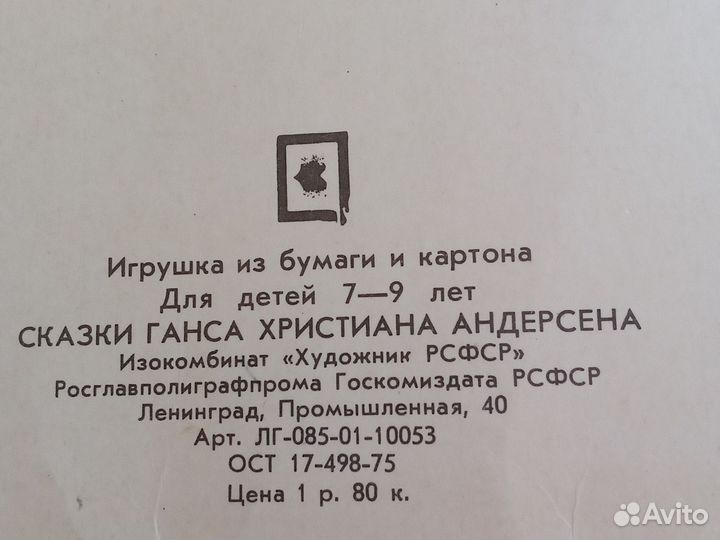 Игрушка из бумаги и картона
Для детей 7—9 лет
СКАЗКИ ГАНСА ХРИСТИАНА АНДЕРСЕНА
Изокомбинат «Художник РСФСР»
Росглавполиграфпрома Госкомиздата РСФСР
Ленинград, Промышленная, 40
Арт. ЛГ-085-01-10053
ОСТ 17-498-75
Цена 1 р. 80 к.
Avito